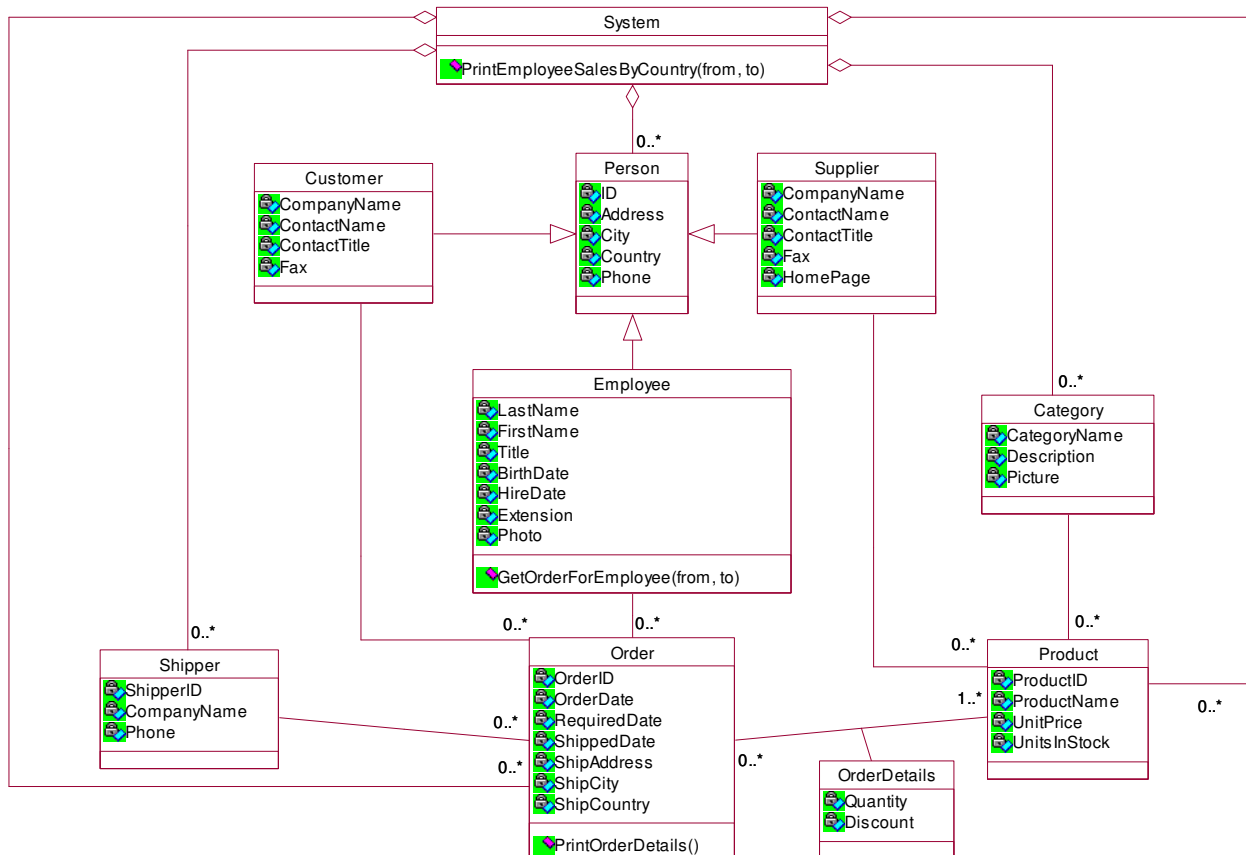 System
PrintEmployeeSalesByCountry(from, to)
0..*
Customer
CompanyName
ContactName
ContactTitle
Fax
Person
ID
Address
City
Country
Phone
Supplier
CompanyName
ContactName
ContactTitle
Fax
HomePage
Employee
LastName
FirstName
Title
BirthDate
HireDate
Extension
Photo
GetOrderForEmployee(from, to)
0..*
Category
CategoryName
Description
Picture
0..*
Shipper
ShipperID
CompanyName
Phone
0..*
0..*
0..*
0..*
Order
OrderID
OrderDate
RequiredDate
ShippedDate
ShipAddress
ShipCity
ShipCountry
PrintOrderDetails()
0..*
0..*
0..*
1..*
Product
ProductID
ProductName
UnitPrice
UnitsInStock
0..*
OrderDetails
Quantity
Discount